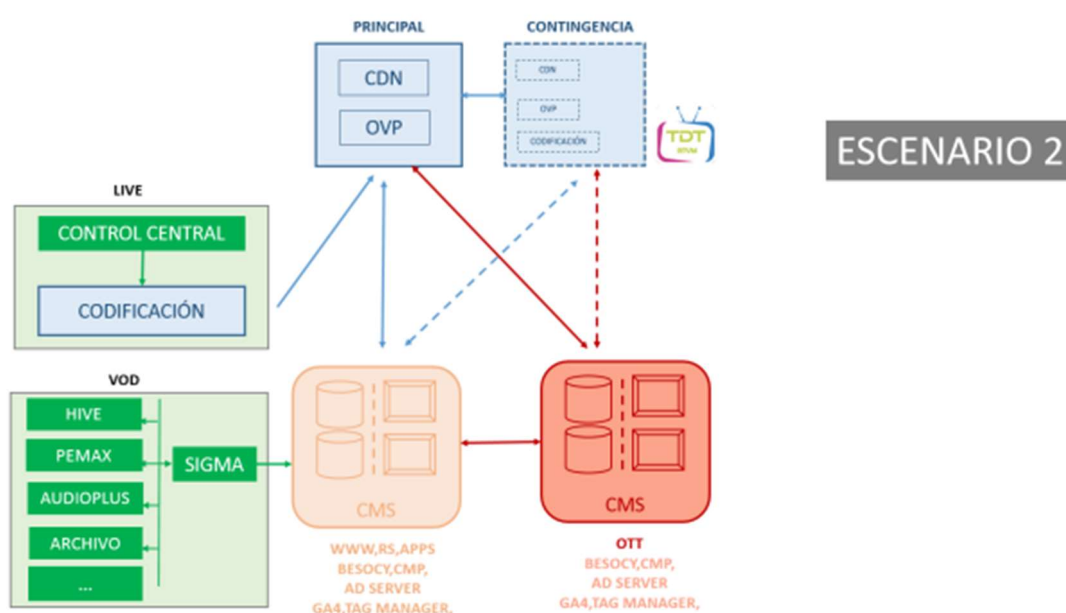 PRINCIPAL
CONTINGENCIA
CDN
OVP
CDN
OVP
CODIFICACIÓN
TDT
ESCENARIO 2
LIVE
CONTROL CENTRAL
CODIFICACIÓN
VOD
HIVE
PEMAX
AUDIOPLUS
ARCHIVO
...
SIGMA
CMS
WWW,RS,APPS
BESOCY,CMP,
AD SERVER
GA4,TAG MANAGER,
CMS
OTT
BESOCY,CMP,
AD SERVER
GA4,TAG MANAGER,